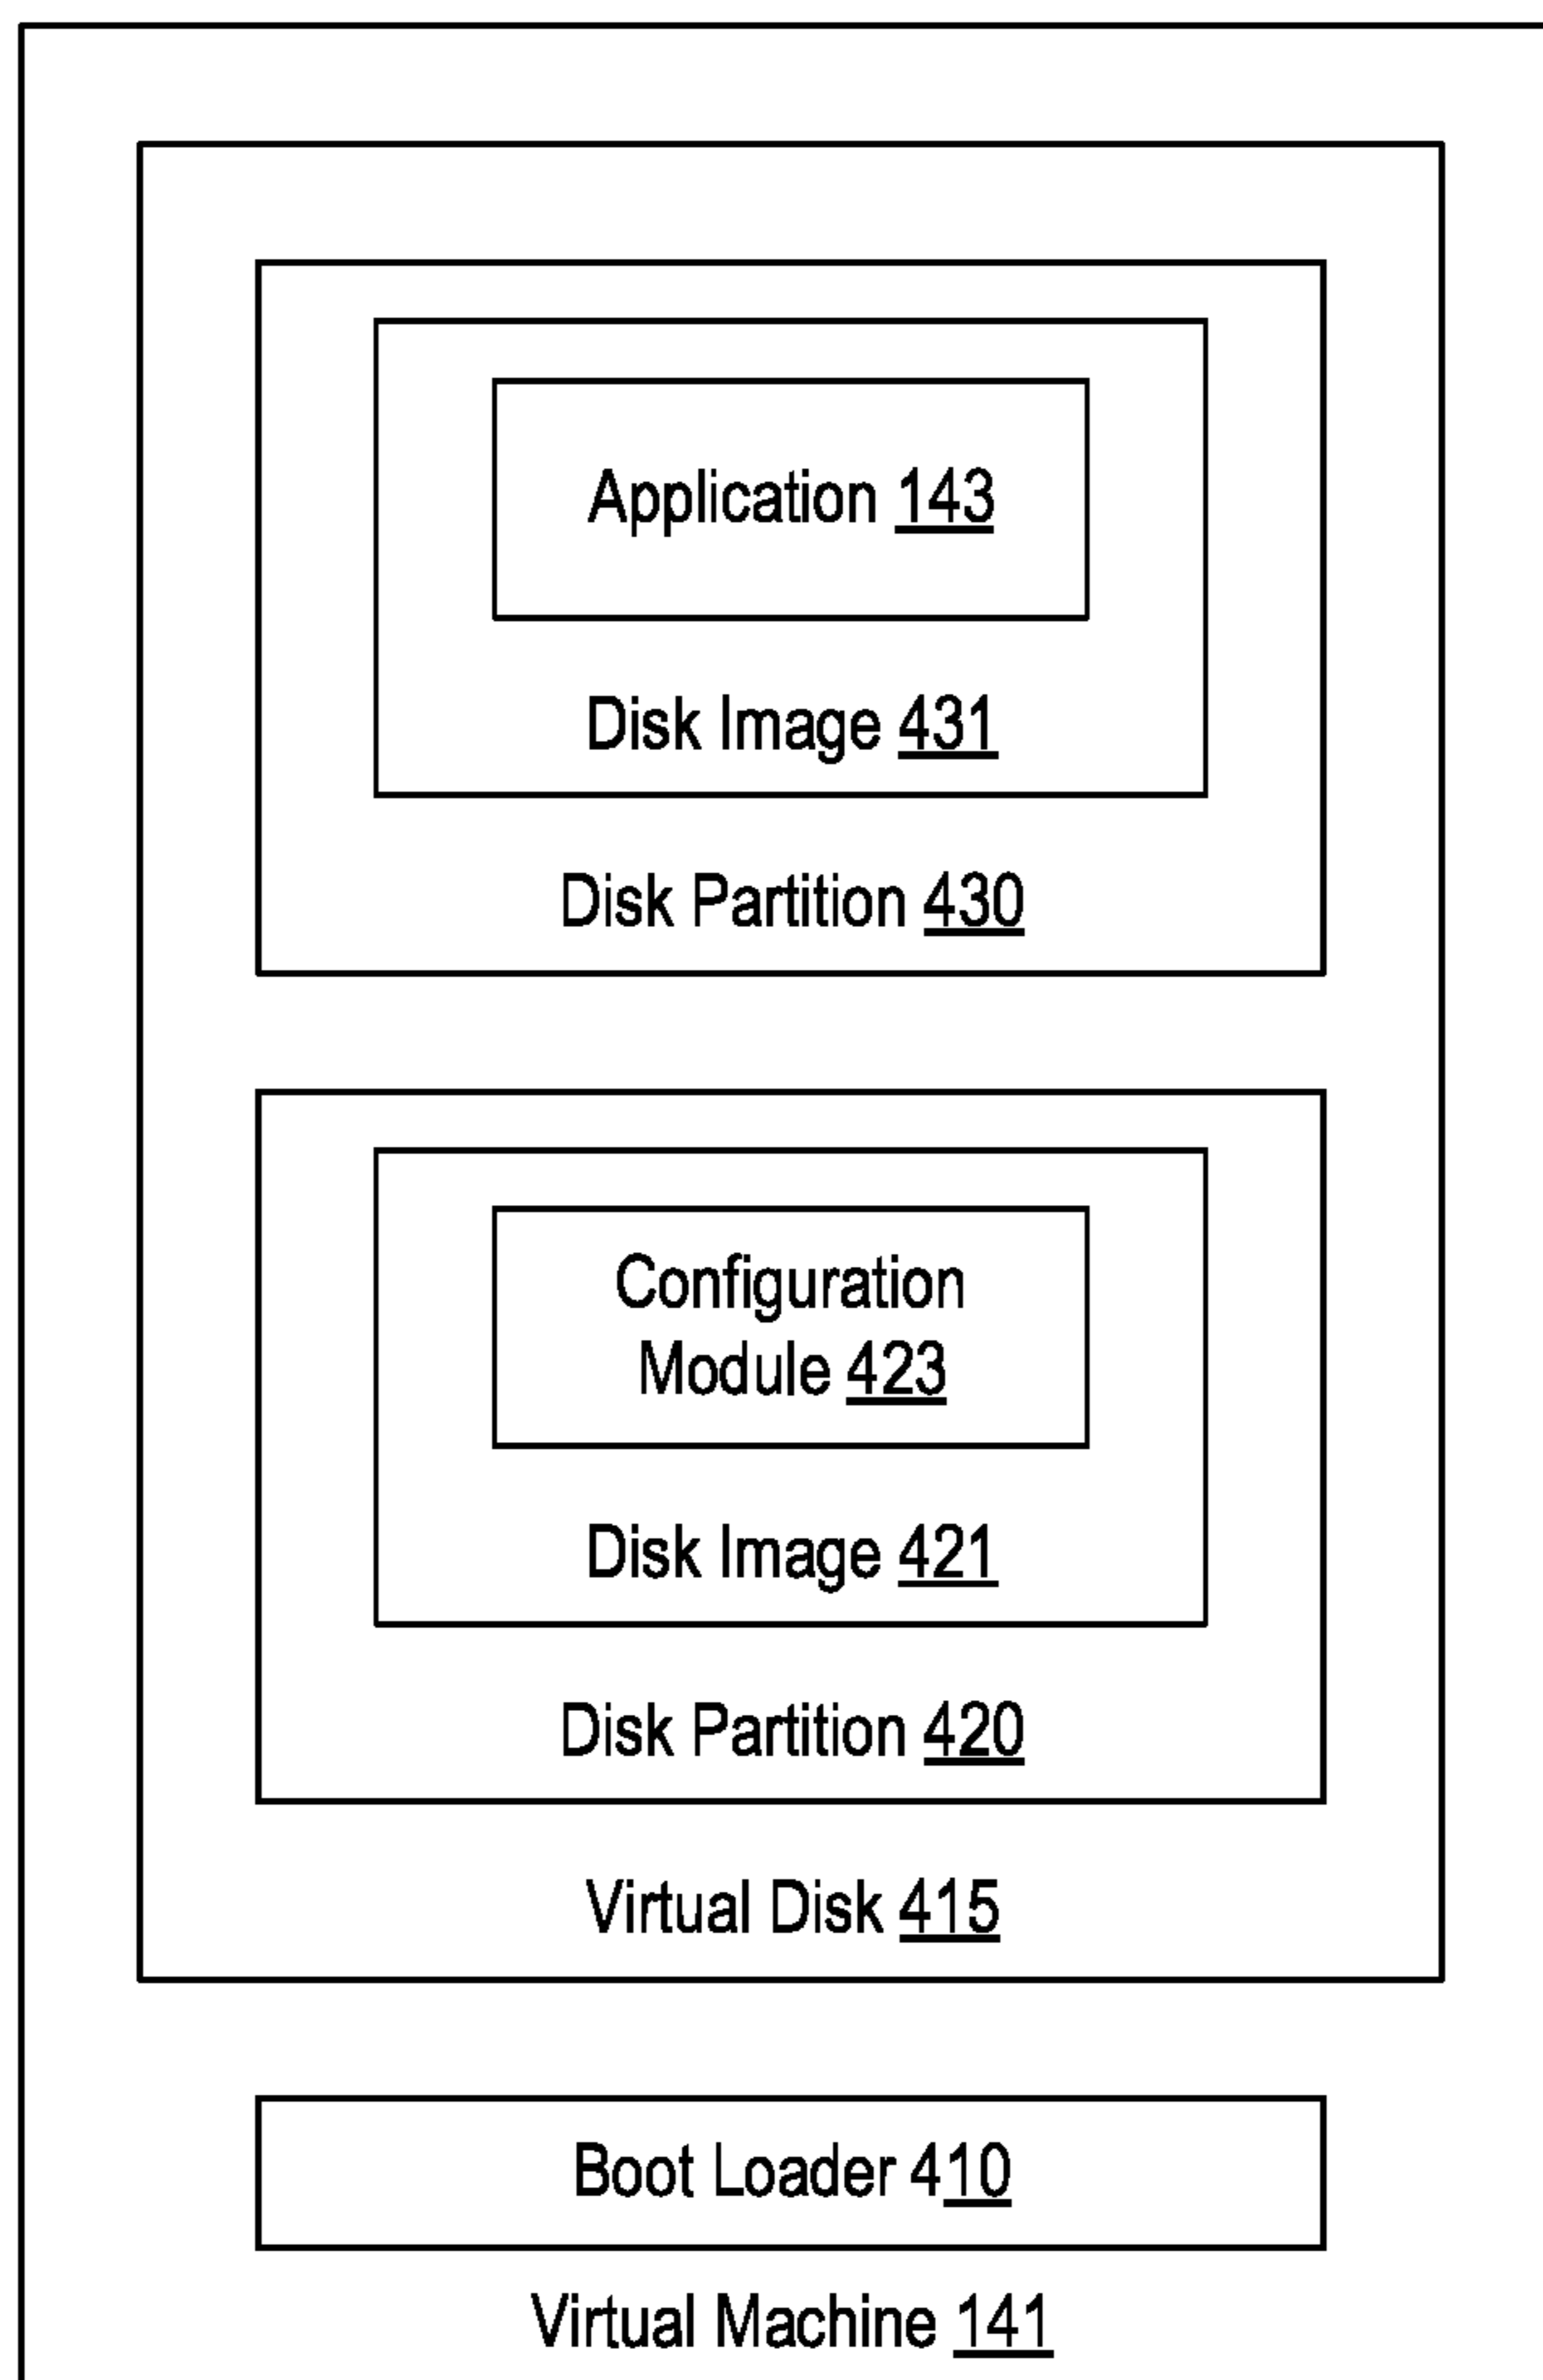 Application 143
Disk Image 431
Disk Partition 430
Configuration
Module 423
Disk Image 421
Disk Partition 420
Virtual Disk 415
Boot Loader 410
Virtual Machine 141